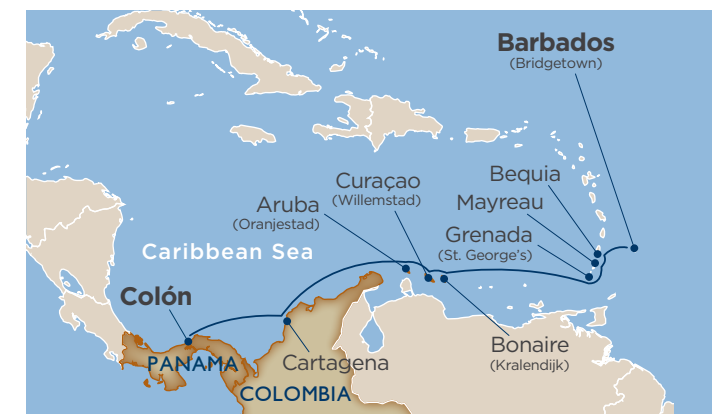 Barbados
(Bridgetown)
Bequia
Curaçao
(Willemstad)
Mayreau
Aruba
(Oranjestad)
Grenada
(St. George's)
Caribbean Sea
Colón
Bonaire
(Kralendijk)
PANAMA
Cartagena
COLOMBIA